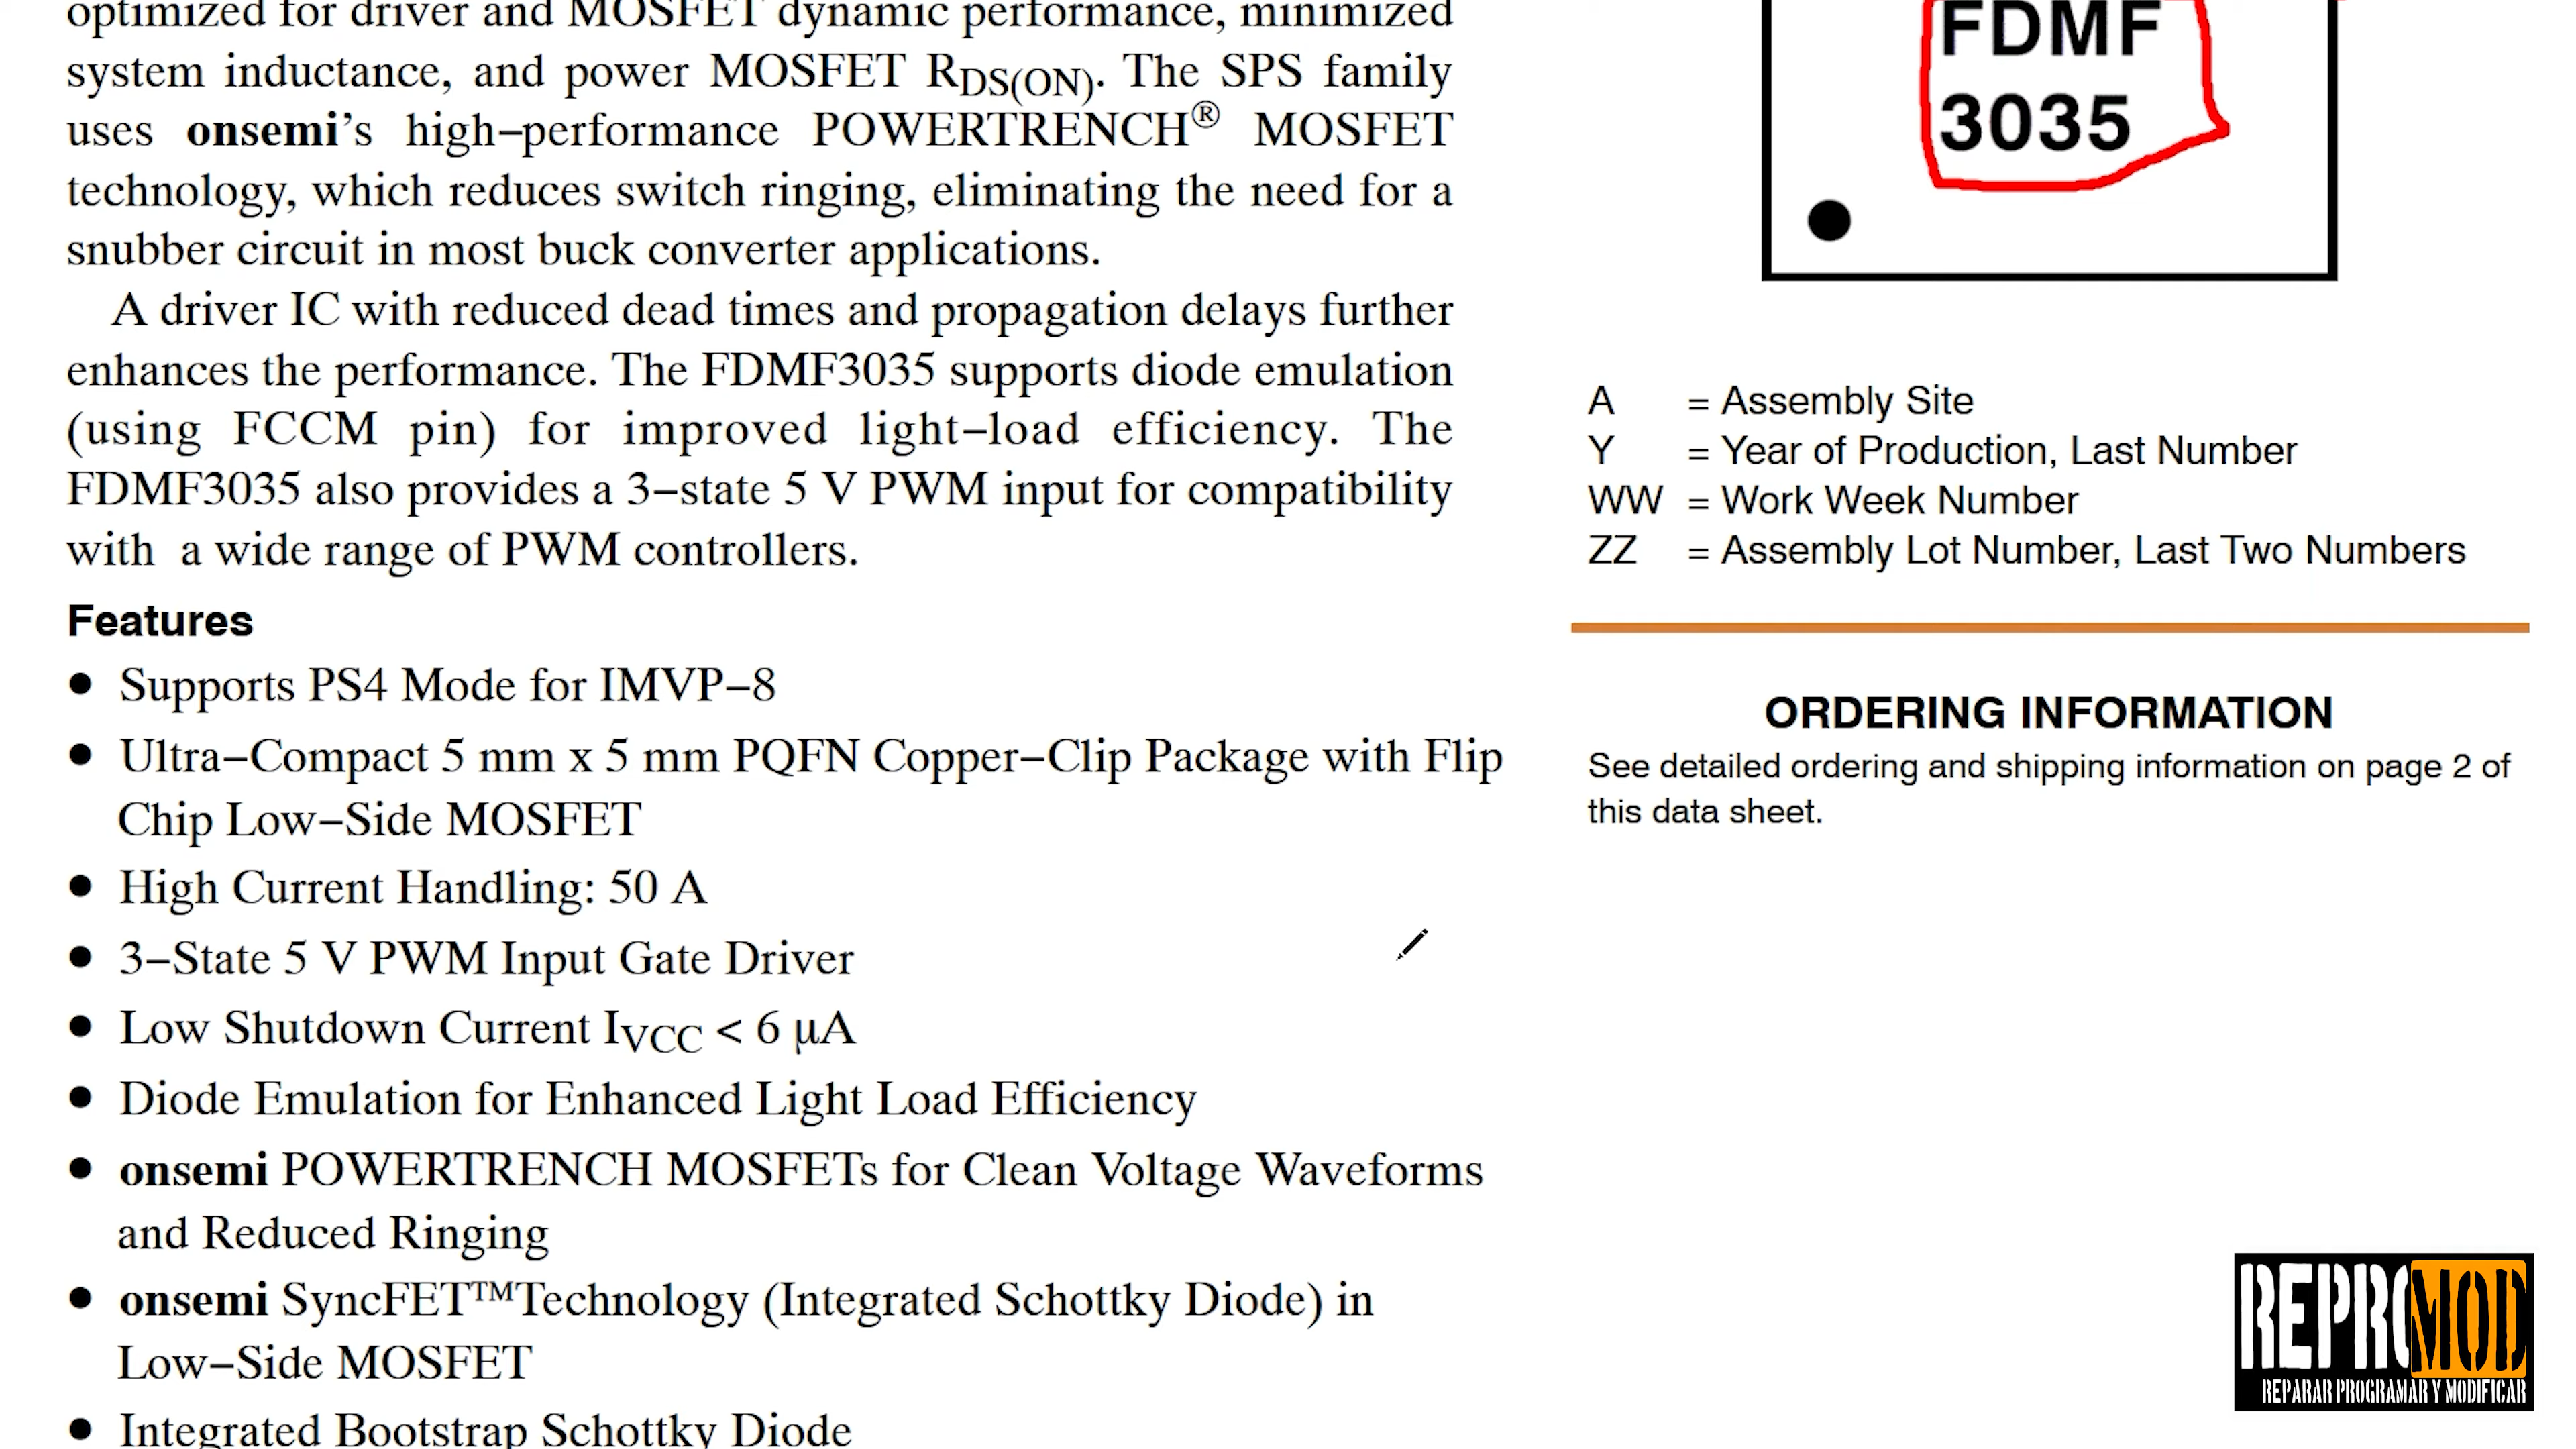 optimized for driver and MOSFET dynamic performance, minimized
system inductance, and power MOSFET RDS(ON). The SPS family
uses onsemi's high–performance POWERTRENCH® MOSFET
technology, which reduces switch ringing, eliminating the need for a
snubber circuit in most buck converter applications.
A driver IC with reduced dead times and propagation delays further
enhances the performance. The FDMF3035 supports diode emulation
(using FCCM pin) for improved light–load efficiency. The
FDMF3035 also provides a 3–state 5 V PWM input for compatibility
with a wide range of PWM controllers.
Features
● Supports PS4 Mode for IMVP–8
● Ultra–Compact 5 mm x 5 mm PQFN Copper–Clip Package with Flip
Chip Low–Side MOSFET
● High Current Handling: 50 A
● 3–State 5 V PWM Input Gate Driver
● Low Shutdown Current IVCC < 6 µA
● Diode Emulation for Enhanced Light Load Efficiency
● onsemi POWERTRENCH MOSFETs for Clean Voltage Waveforms
and Reduced Ringing
● onsemi SyncFET™Technology (Integrated Schottky Diode) in
Low–Side MOSFET
● Integrated Bootstrap Schottky Diode
FDMF
3035
A = Assembly Site
Y = Year of Production, Last Number
WW = Work Week Number
ZZ = Assembly Lot Number, Last Two Numbers
ORDERING INFORMATION
See detailed ordering and shipping information on page 2 of
this data sheet.
REPROMOD
REPARAR PROGRAMAR Y MODIFICAR